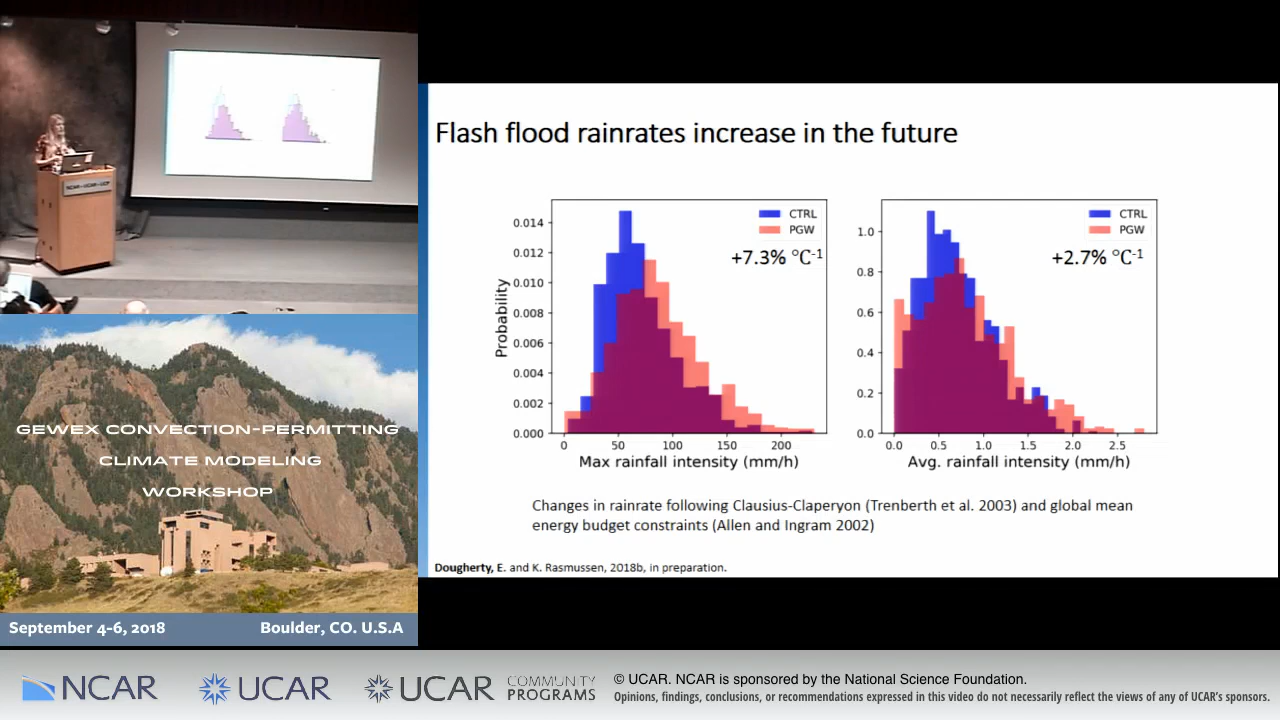 Flash flood rainrates increase in the future
Probability
0.014
0.012
0.010
0.008
0.006
0.004
0.002
0.000
0
50
100
150
200
Max rainfall intensity (mm/h)
CTRL
PGW
+7.3% °C-1
1.0
0.8
0.6
0.4
0.2
0.0
0.0
0.5
1.0
1.5
2.0
2.5
Avg. rainfall intensity (mm/h)
CTRL
PGW
+2.7% °C-1
Changes in rainrate following Clausius-Claperyon (Trenberth et al. 2003) and global mean
energy budget constraints (Allen and Ingram 2002)
Dougherty, E. and K. Rasmussen, 2018b, in preparation.
NCAR-UCAR-UCP
GEWEX CONVECTION-PERMITTING
CLIMATE MODELING
WORKSHOP
September 4-6, 2018
Boulder, CO. U.S.A
NCAR
UCAR
UCAR
COMMUNITY
PROGRAMS
© UCAR. NCAR is sponsored by the National Science Foundation.
Opinions, findings, conclusions, or recommendations expressed in this video do not necessarily reflect the views of any of UCAR's sponsors.